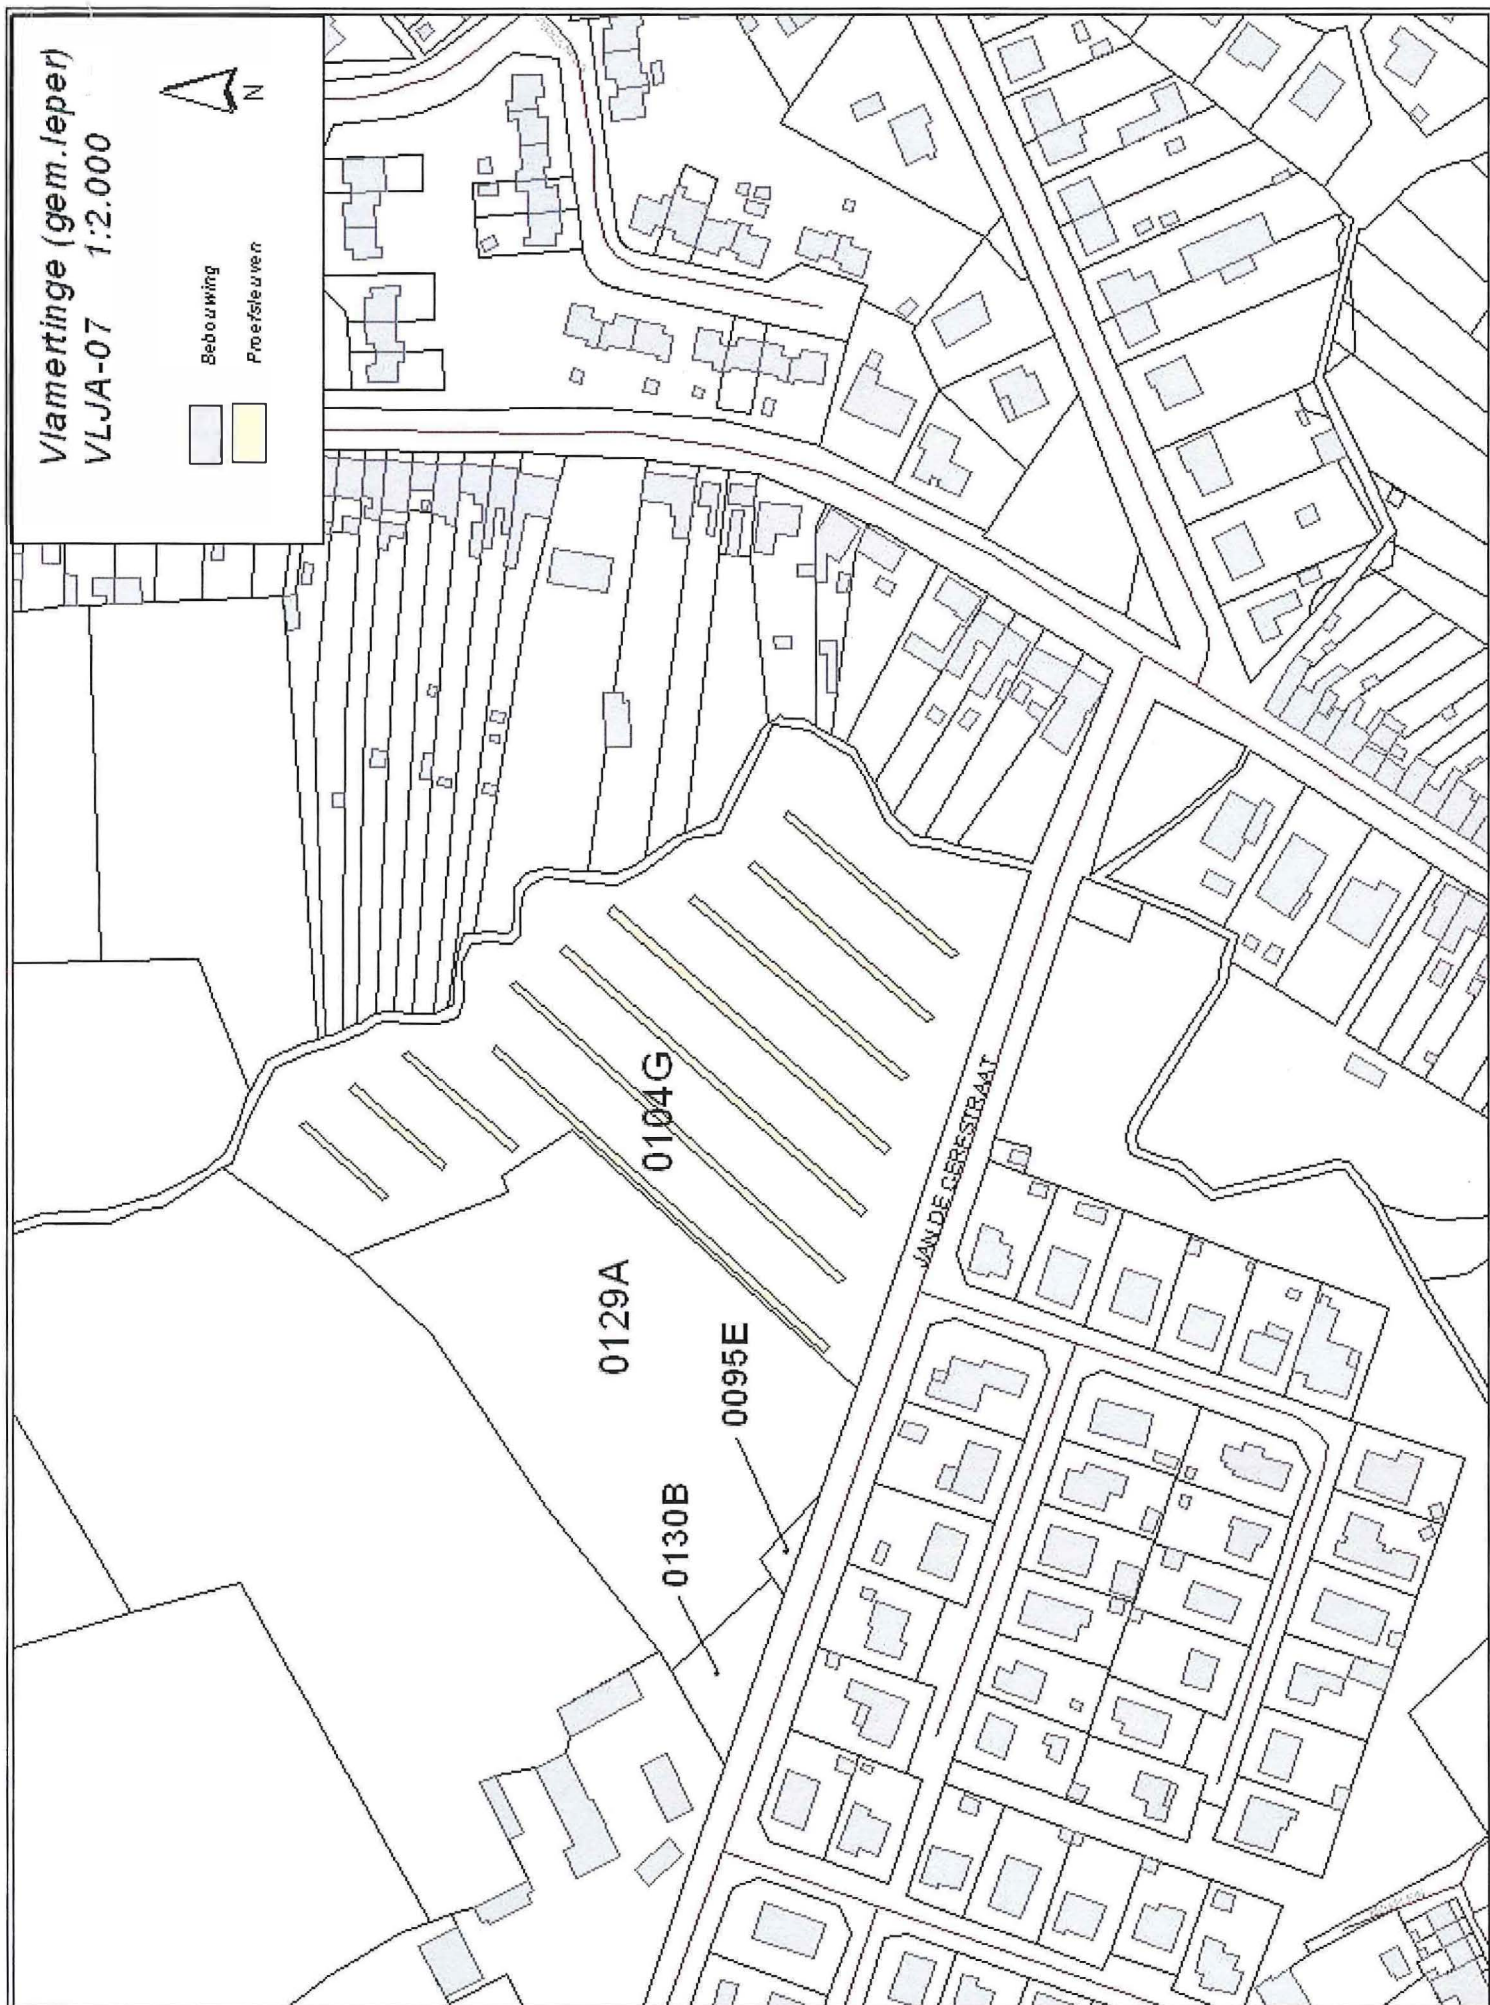 Vlamertinge (gem.Ieper)
VLJA-07 1:2.000
N
Bebouwing
Proefsleuven
0104G
0129A
0095E
0130B
JAN DE CERESTRAAT